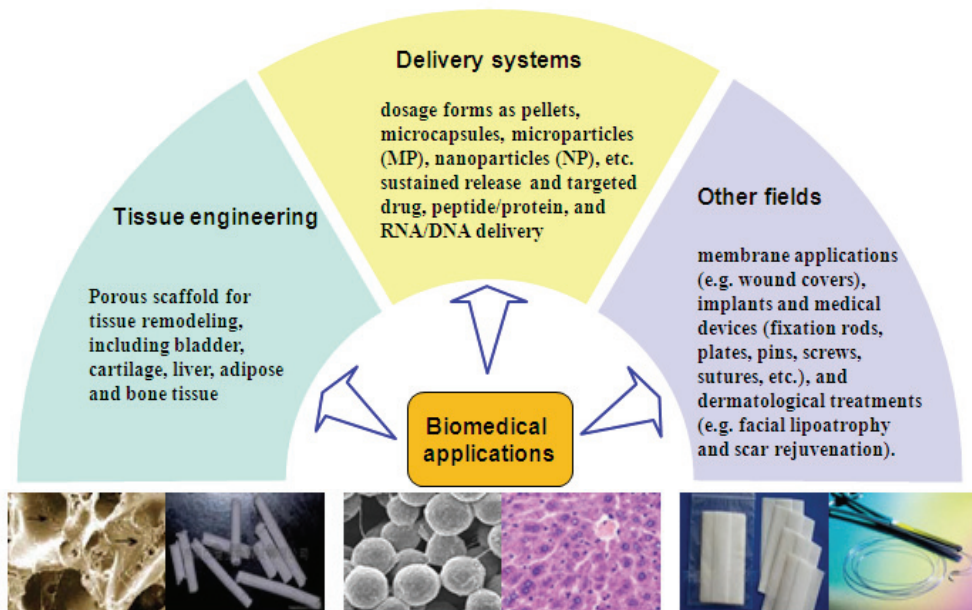 Delivery systems
dosage forms as pellets,
microcapsules, microparticles
(MP), nanoparticles (NP), etc.
sustained release and targeted
drug, peptide/protein, and
RNA/DNA delivery
Tissue engineering
Porous scaffold for
tissue remodeling,
including bladder,
cartilage, liver, adipose
and bone tissue
Other fields
membrane applications
(e.g. wound covers),
implants and medical
devices (fixation rods,
plates, pins, screws,
sutures, etc.), and
dermatological treatments
(e.g. facial lipoatrophy
and scar rejuvenation).
Biomedical
applications